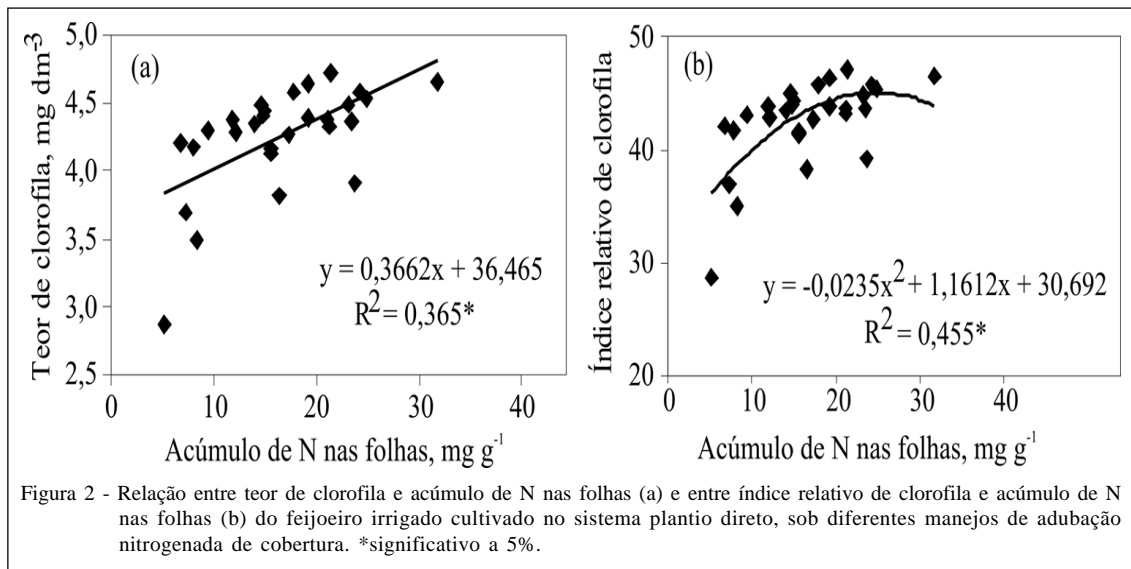 (a)
5,0
4,5
4,0
3,5
3,0
2,5
Teor de clorofila, mg dm-3
y = 0,3662x + 36,465
R2 = 0,365*
0 10 20 30 40
Acúmulo de N nas folhas, mg g-1
(b)
50
40
30
20
Índice relativo de clorofila
y = -0,0235x2 + 1,1612x + 30,692
R2 = 0,455*
0 10 20 30 40
Acúmulo de N nas folhas, mg g-1
Figura 2 - Relação entre teor de clorofila e acúmulo de N nas folhas (a) e entre índice relativo de clorofila e acúmulo de N
nas folhas (b) do feijoeiro irrigado cultivado no sistema plantio direto, sob diferentes manejos de adubação
nitrogenada de cobertura. *significativo a 5%.